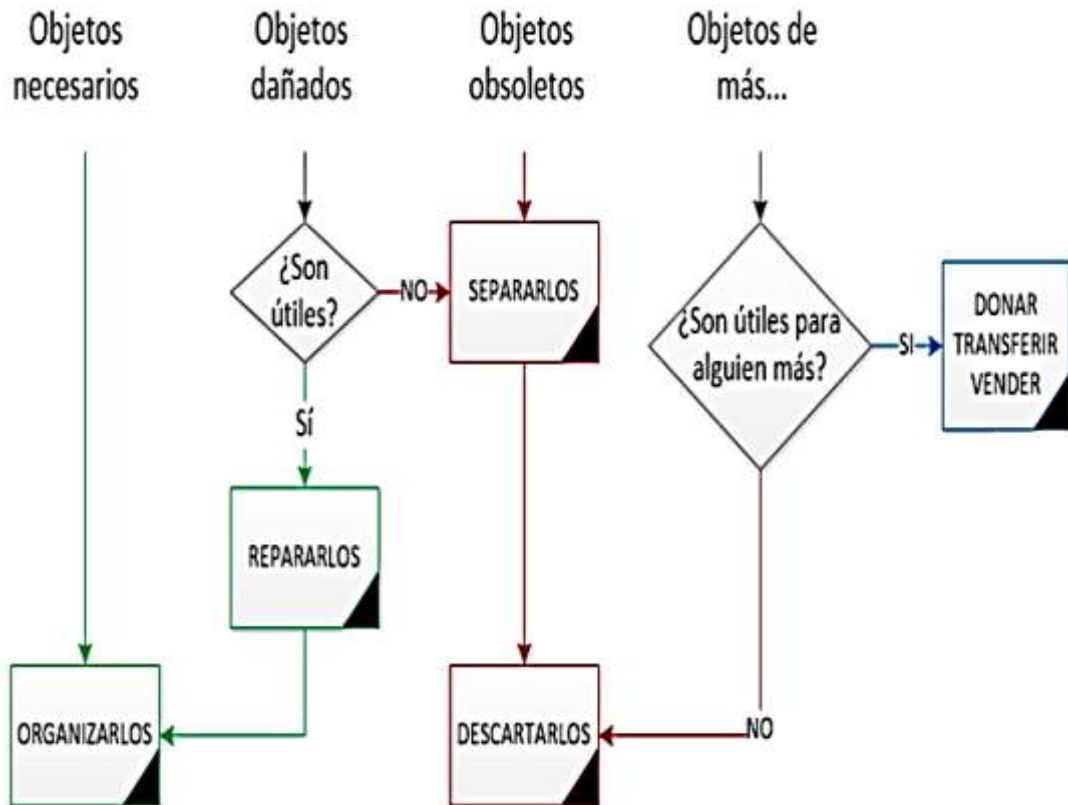 Objetos
necesarios
Objetos
dañados
Objetos
obsoletos
Objetos de
más...
¿Son
útiles?
NO
SEPARARLOS
¿Son útiles para
alguien más?
SI
DONAR
TRANSFERIR
VENDER
Sí
REPARARLOS
ORGANIZARLOS
DESCARTARLOS
NO